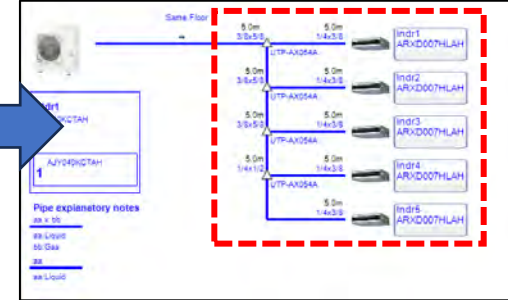 Same Floor
5.0m
3/8x5/8
5.0m
1/4x3/8
Indr1
ARXD007HLAH
UTP-AX054A
5.0m
3/8x5/8
5.0m
1/4x3/8
Indr2
ARXD007HLAH
UTP-AX054A
5.0m
3/8x5/8
5.0m
1/4x3/8
Indr3
ARXD007HLAH
UTP-AX054A
5.0m
1/4x1/2
5.0m
1/4x3/8
Indr4
ARXD007HLAH
UTP-AX054A
5.0m
1/4x3/8
Indr5
ARXD007HLAH
AJY040KCTAH
1
Pipe explanatory notes
aa x bb
aa:Liquid
bb:Gas
aa
aa:Liquid